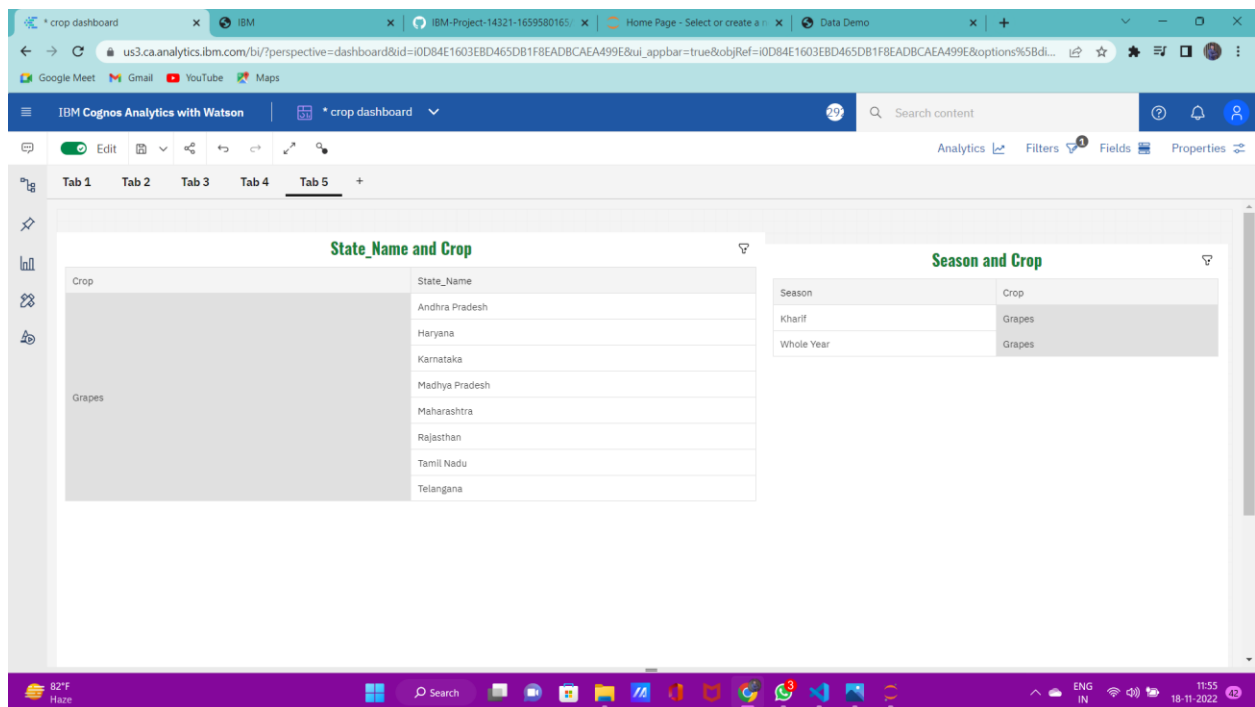 * crop dashboard
IBM
IBM-Project-14321-1659580165/
Home Page - Select or create a n
Data Demo
us3.ca.analytics.ibm.com/bi/?perspective=dashboard&id=i0D84E1603EBD465DB1F8EADBCAEA499E&ui_appbar=true&objRef=i0D84E1603EBD465DB1F8EADBCAEA499E&options%5Bdi...
Google Meet Gmail YouTube Maps
IBM Cognos Analytics with Watson * crop dashboard Search content
Edit Analytics Filters 1 Fields Properties
Tab 1 Tab 2 Tab 3 Tab 4 Tab 5 +
State_Name and Crop
Crop State_Name
Grapes
Andhra Pradesh
Haryana
Karnataka
Madhya Pradesh
Maharashtra
Rajasthan
Tamil Nadu
Telangana
Season and Crop
Season Crop
Kharif Grapes
Whole Year Grapes
82°F
Haze
Search
3
ENG
IN
11:55
18-11-2022
42